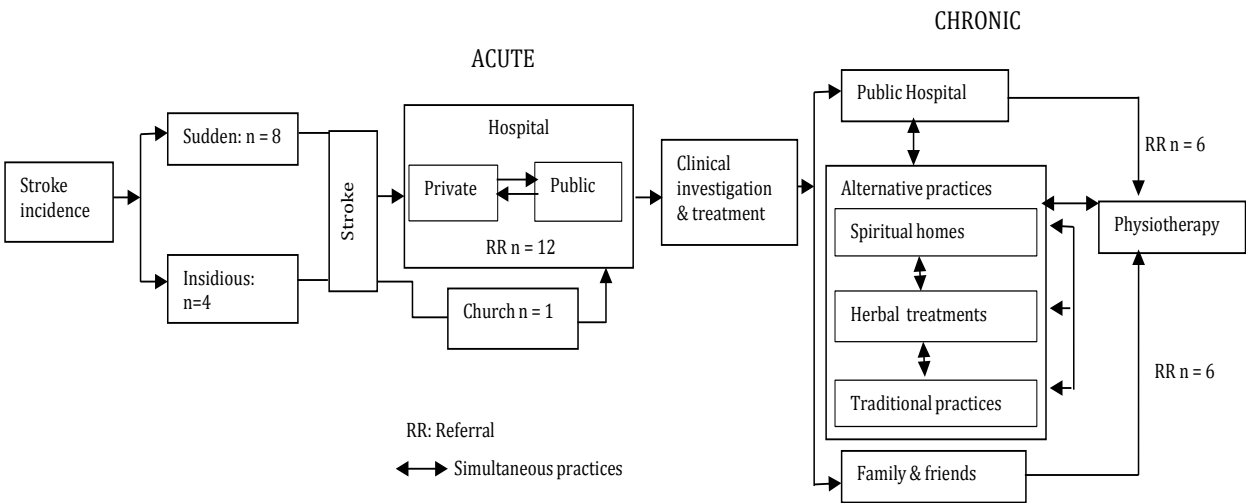 CHRONIC
ACUTE
Stroke
incidence
Sudden: n = 8
Insidious:
n=4
Stroke
Hospital
Private
Public
RR n = 12
Church n = 1
Clinical
investigation
& treatment
Public Hospital
Alternative practices
Spiritual homes
Herbal treatments
Traditional practices
Family & friends
RR n = 6
Physiotherapy
RR n = 6
RR: Referral
Simultaneous practices